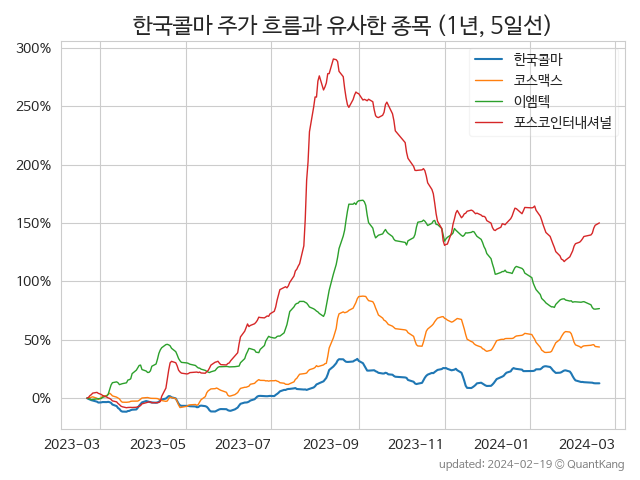 한국콜마 주가 흐름과 유사한 종목 (1년, 5일선)
300%
250%
200%
150%
100%
50%
0%
한국콜마
코스맥스
이엠텍
포스코인터내셔널
2023-03
2023-05
2023-07
2023-09
2023-11
2024-01
2024-03
updated: 2024-02-19 © QuantKang